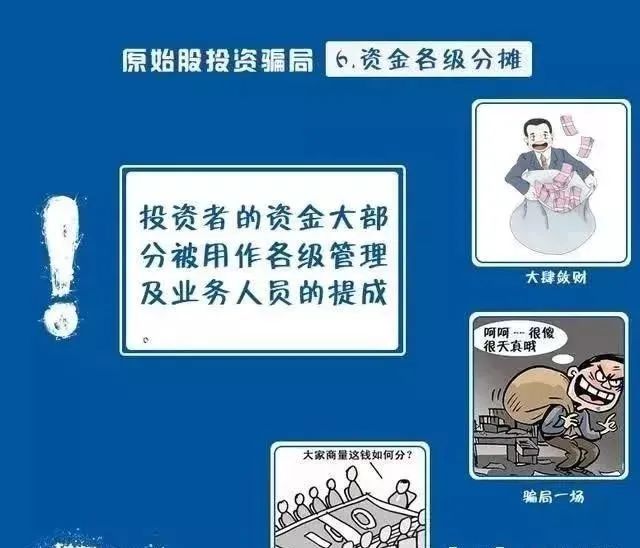 原始股投资骗局 6.资金各级分摊
投资者的资金大部
分被用作各级管理
及业务人员的提成
。
大肆敛财
呵呵……很傻
很天真哦
骗局一场
大家商量这钱如何分?